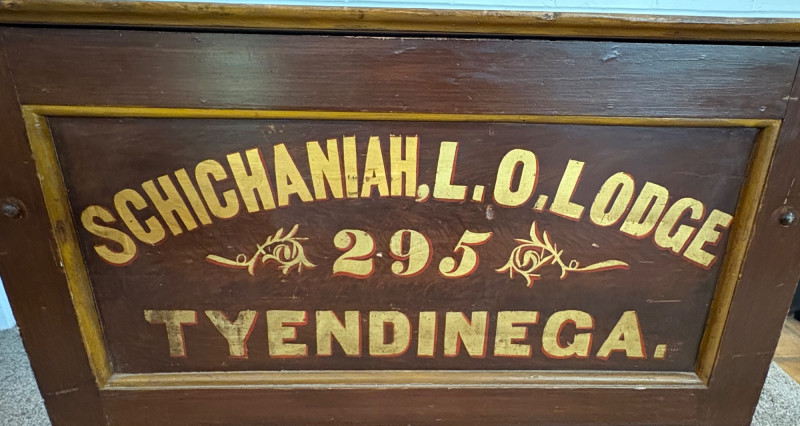 SCHICHANIAH, L. O. LODGE
295
TYENDINEGA.